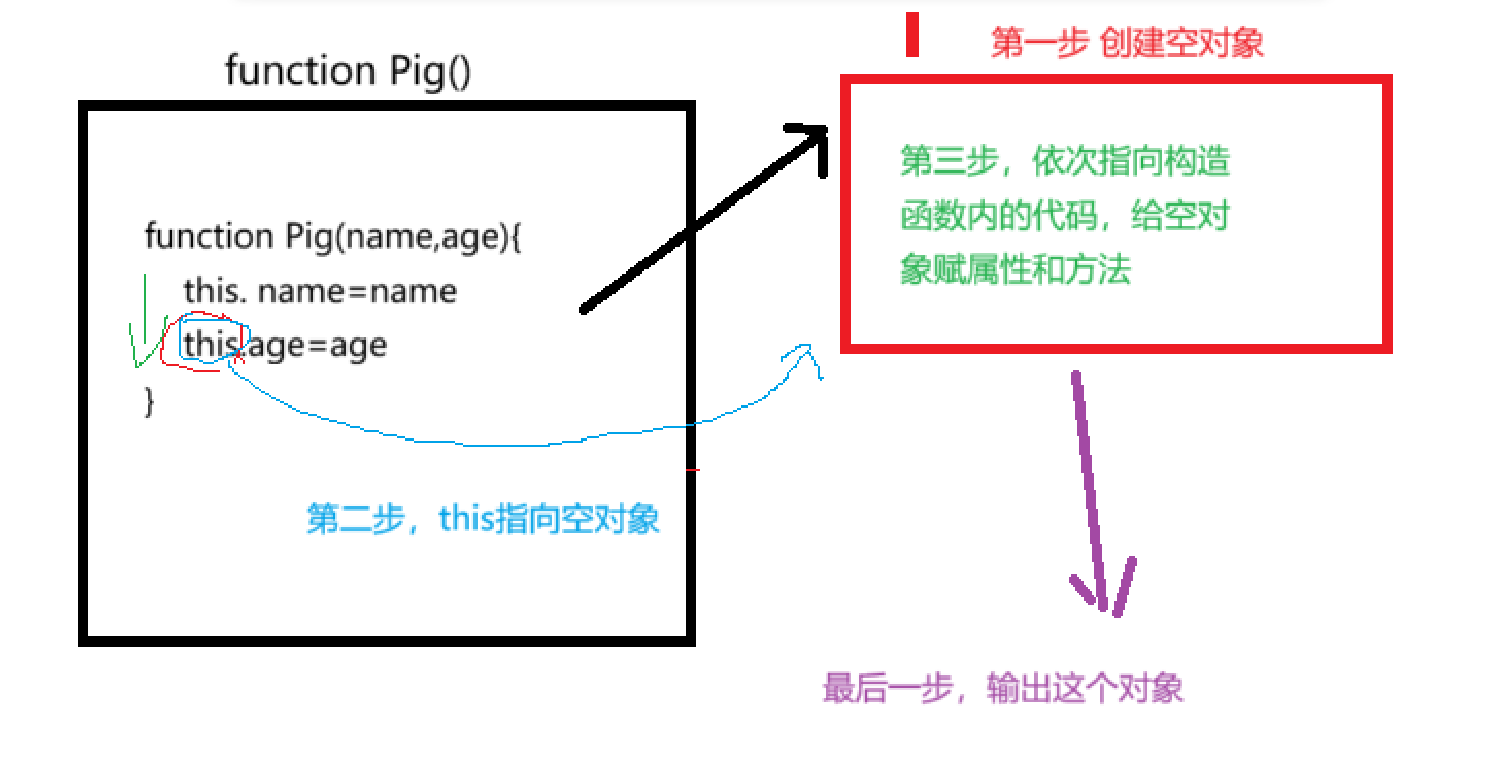 function Pig()
function Pig(name,age){
this. name=name
this.age=age
}
第二步，this指向空对象
第一步 创建空对象
第三步，依次指向构造
函数内的代码，给空对
象赋属性和方法
最后一步，输出这个对象